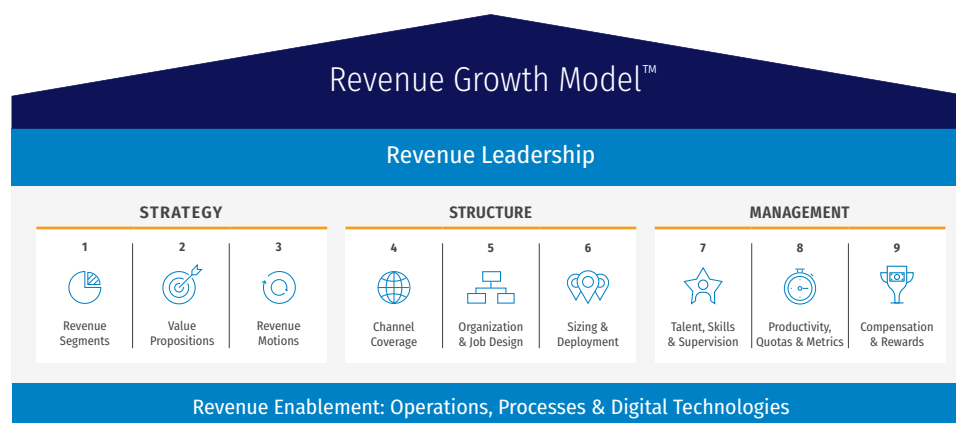 Revenue Growth Model™
Revenue Leadership
STRATEGY
1
Revenue
Segments
2
Value
Propositions
3
Revenue
Motions
STRUCTURE
4
Channel
Coverage
5
Organization
& Job Design
6
Sizing &
Deployment
MANAGEMENT
7
Talent, Skills
& Supervision
8
Productivity,
Quotas & Metrics
9
Compensation
& Rewards
Revenue Enablement: Operations, Processes & Digital Technologies